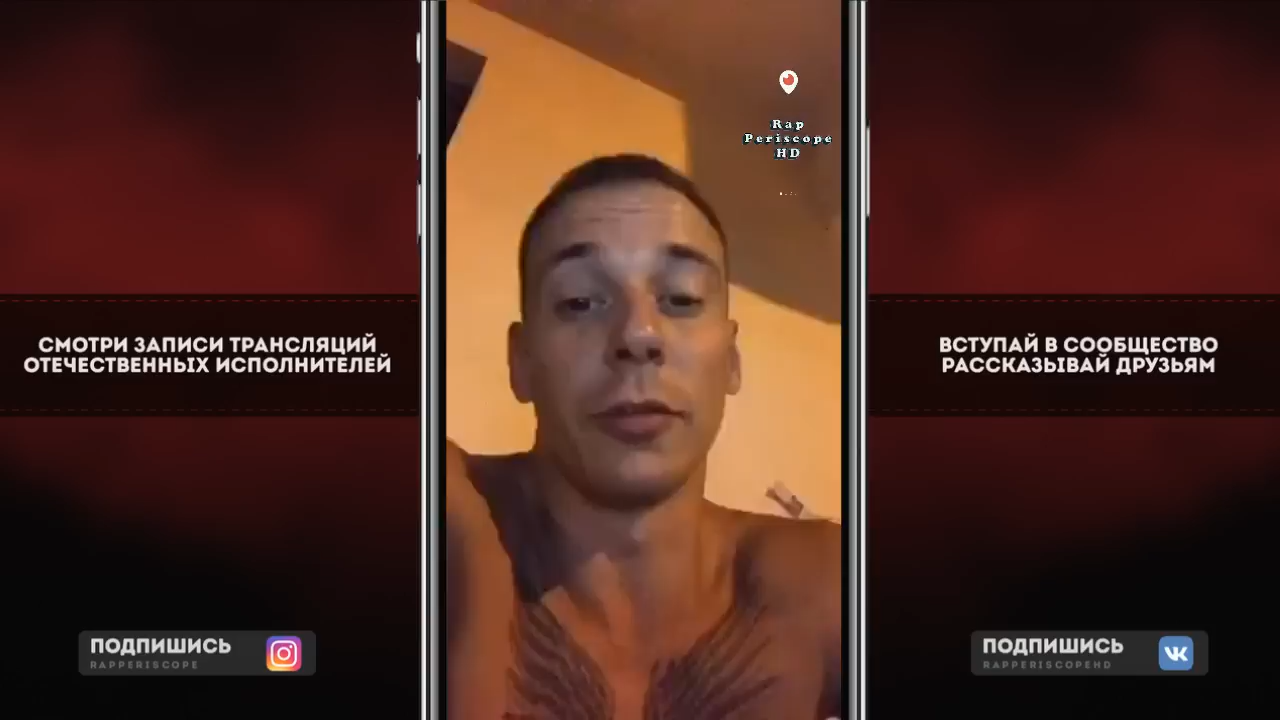 Rap
Periscope
HD
СМОТРИ ЗАПИСИ ТРАНСЛЯЦИЙ
ОТЕЧЕСТВЕННЫХ ИСПОЛНИТЕЛЕЙ
ВСТУПАЙ В СООБЩЕСТВО
РАССКАЗЫВАЙ ДРУЗЬЯМ
ПОДПИШИСЬ
RAPPERISCOPE
ПОДПИШИСЬ
RAPPERISCOPEHD